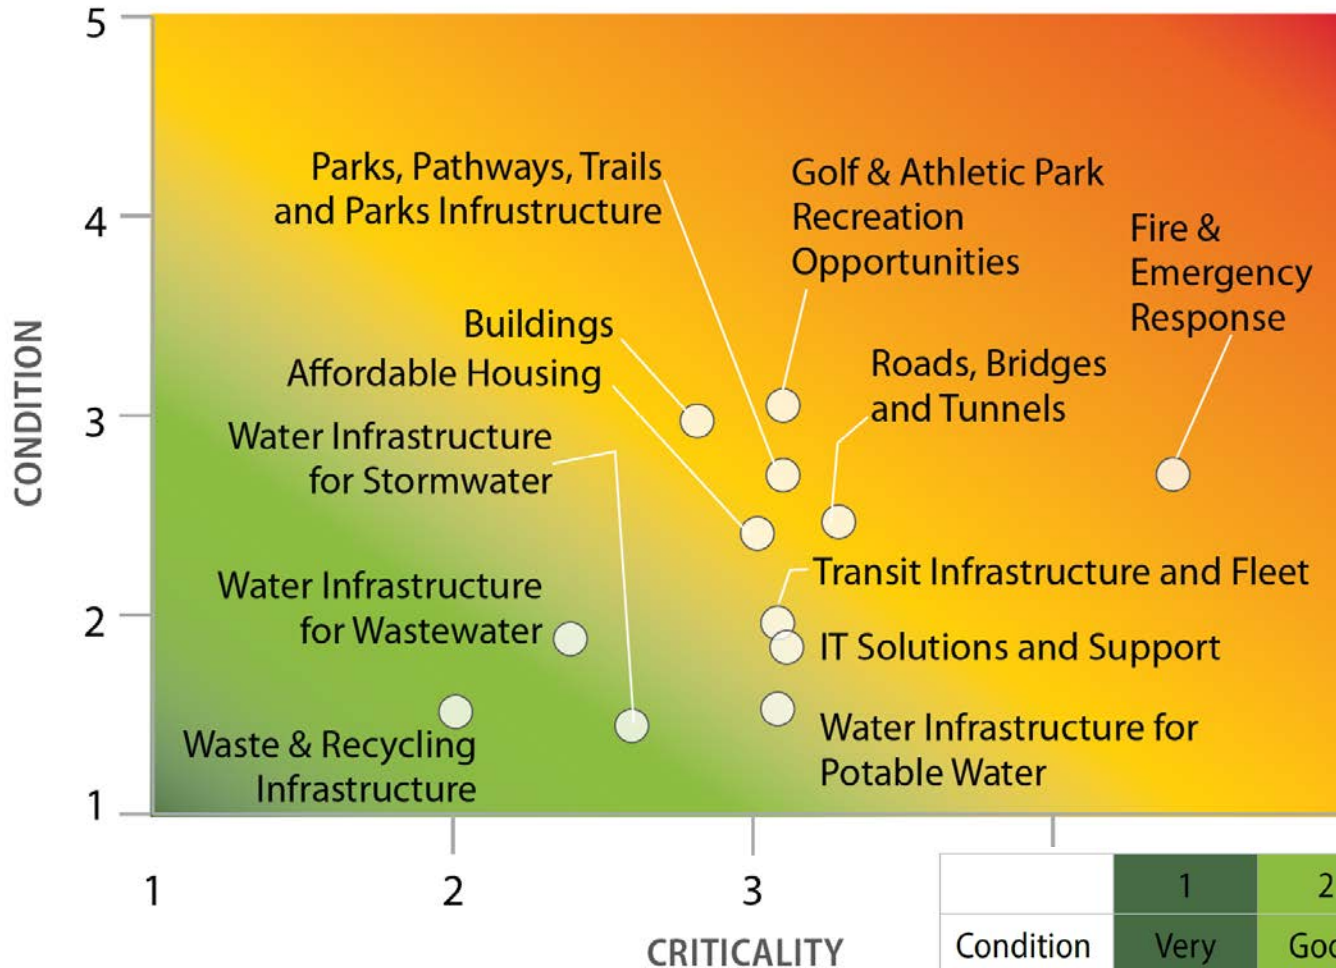 5
Parks, Pathways, Trails
and Parks Infrustructure
Golf & Athletic Park
Recreation
Opportunities
4
Fire &
Emergency
Response
Buildings
Affordable Housing
Roads, Bridges
and Tunnels
CONDITION
3
Water Infrastructure
for Stormwater
Transit Infrastructure and Fleet
Water Infrastructure
for Wastewater
2
IT Solutions and Support
Waste & Recycling
Infrastructure
Water Infrastructure for
Potable Water
1
1 2 3
CRITICALITY
1 2
Condition Very Goo